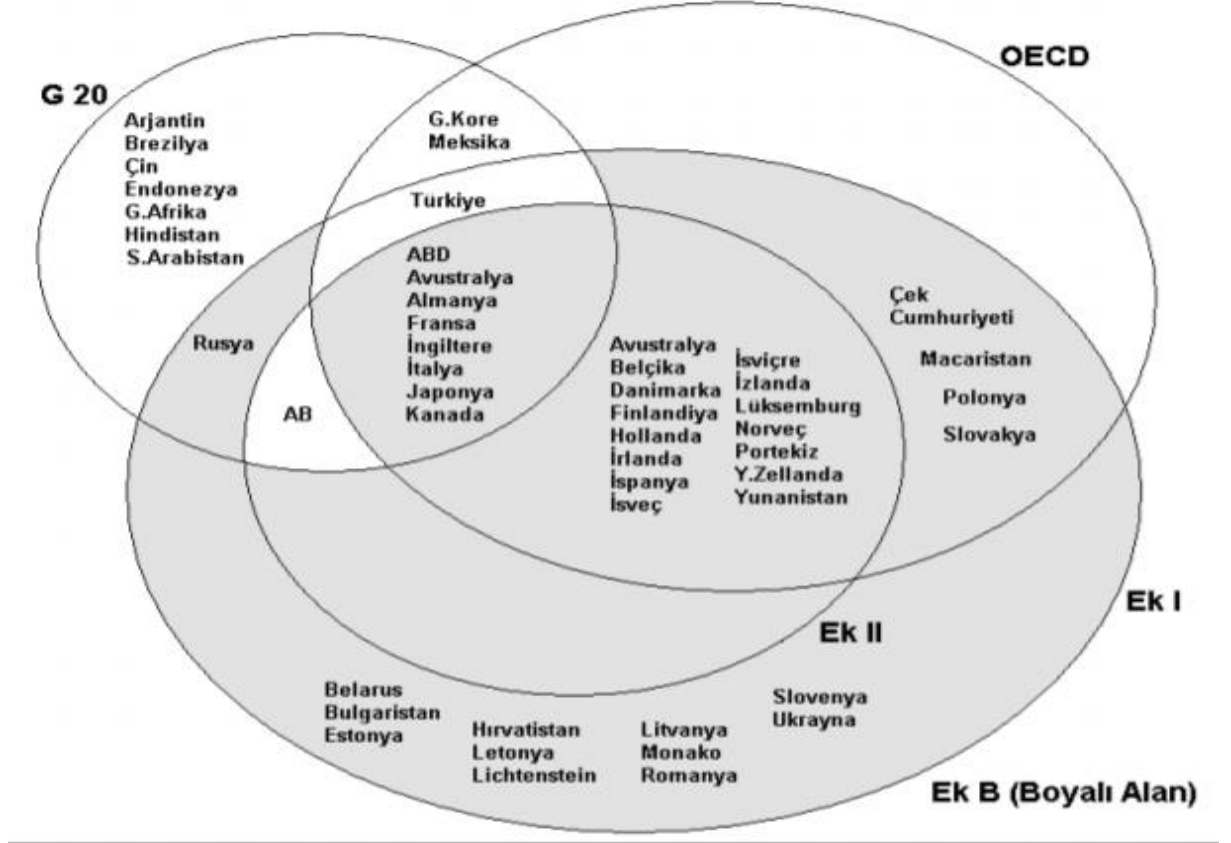 OECD
G 20
Arjantin
Brezilya
Çin
Endonezya
G.Afrika
Hindistan
S.Arabistan
G.Kore
Meksika
Türkiye
ABD
Avustralya
Almanya
Fransa
İngiltere
İtalya
Japonya
Kanada
Rusya
AB
Avustralya
Belçika
Danimarka
Finlandiya
Hollanda
İrlanda
İspanya
İsveç
İsviçre
İzlanda
Lüksemburg
Norveç
Portekiz
Y.Zellanda
Yunanistan
Çek
Cumhuriyeti
Macaristan
Polonya
Slovakya
Ek I
Ek II
Belarus
Bulgaristan
Estonya
Hırvatistan
Letonya
Lichtenstein
Litvanya
Monako
Romanya
Slovenya
Ukrayna
Ek B (Boyalı Alan)